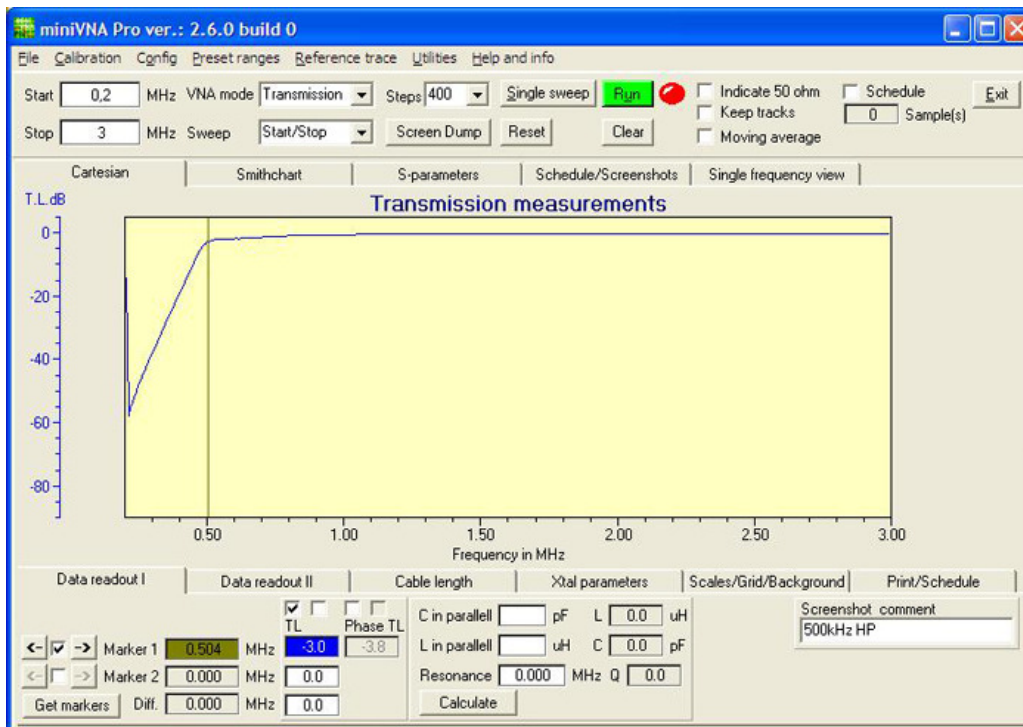 miniVNA Pro ver.: 2.6.0 build 0
File Calibration Config Preset ranges Reference trace Utilities Help and info
Start 0,2 MHz VNA mode Transmission Steps 400 Single sweep Run Indicate 50 ohm Schedule Exit
Keep tracks 0 Sample(s)
Stop 3 MHz Sweep Start/Stop Screen Dump Reset Clear Moving average
Cartesian Smithchart S-parameters Schedule/Screenshots Single frequency view
T.L.dB Transmission measurements
0
-20
-40
-60
-80
0.50 1.00 1.50 2.00 2.50 3.00
Frequency in MHz
Data readout I Data readout II Cable length Xtal parameters Scales/Grid/Background Print/Schedule
TL Phase TL
<- -> Marker 1 0.504 MHz -3.0 -3.8
<- -> Marker 2 0.000 MHz 0.0
Get markers Diff. 0.000 MHz 0.0
C in parallell pF L 0.0 uH
L in parallell uH C 0.0 pF
Resonance 0.000 MHz Q 0.0
Calculate
Screenshot comment
500kHz HP